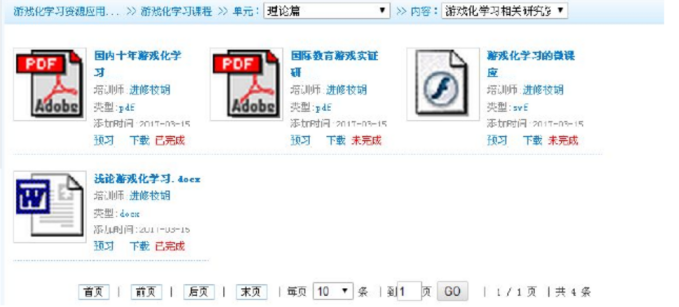 游戏化学习资源应用... >> 游戏化学习课程 >> 单元: 理论篇 >> 内容: 游戏化学习相关研究
国内十年游戏化学
习
培训师 进修校胡
类型:pdf
添加时间:2017-03-15
预习 下载 已完成
国际教育游戏实证
研
培训师 进修校胡
类型:pdf
添加时间:2017-03-15
预习 下载 未完成
游戏化学习的微课
应
培训师 进修校胡
类型:swf
添加时间:2017-03-15
预习 下载 未完成
浅论游戏化学习.docx
培训师 进修校胡
类型:docx
添加时间:2017-03-15
预习 下载 已完成
PDF
Adobe
PDF
Adobe
W
首页 | 前页 | 后页 | 末页 | 每页 10 条 | 到 1 页 GO | 1 / 1 页 | 共 4 条